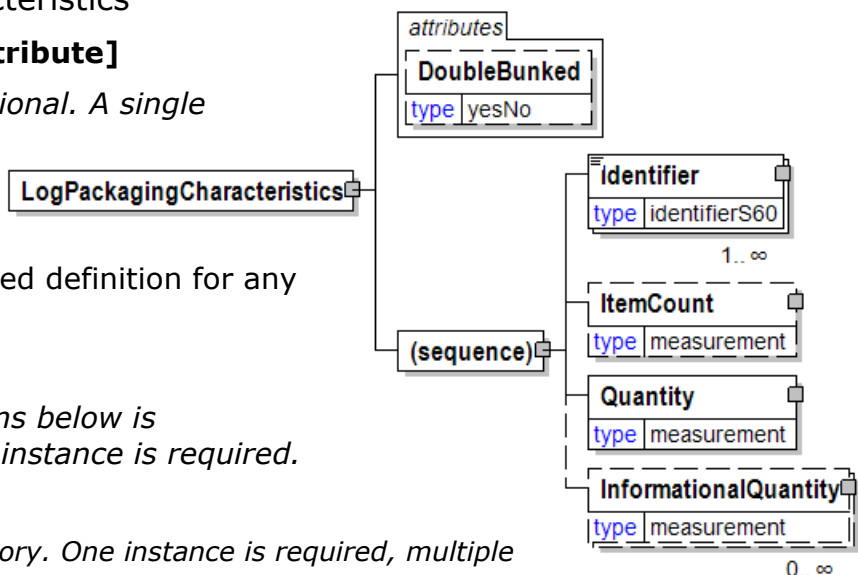 cteristics
tribute]
ional. A single
ed definition for any
ns below is
instance is required.
ory. One instance is required, multiple
attributes
DoubleBunked
type yesNo
LogPackagingCharacteristics
(sequence)
Identifier
type identifierS60
1.. ∞
ItemCount
type measurement
Quantity
type measurement
InformationalQuantity
type measurement
0.. ∞